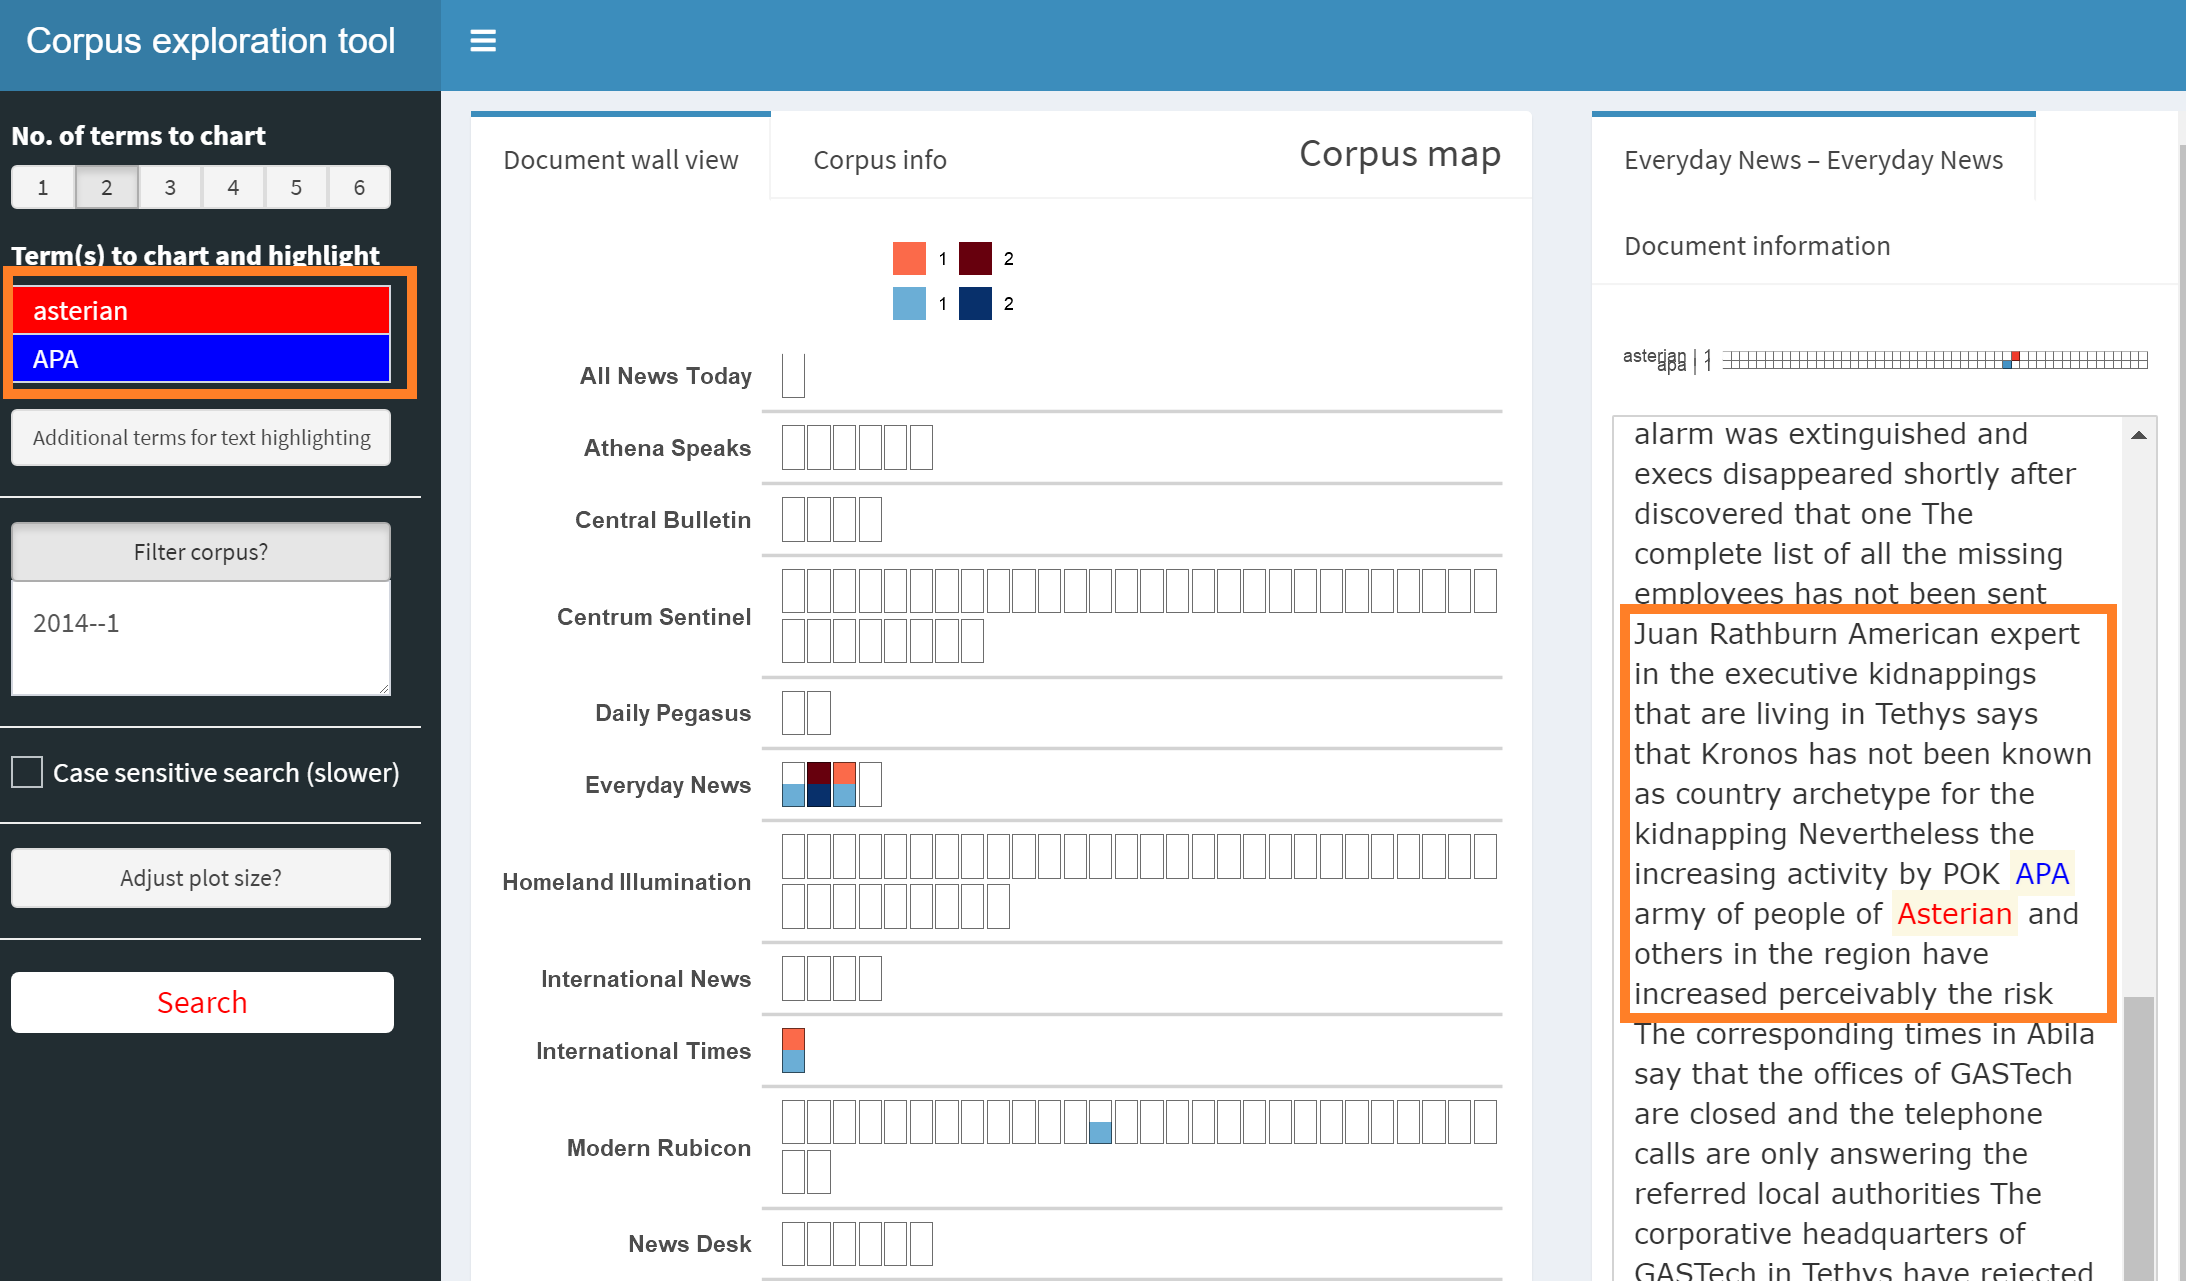 Corpus exploration tool
No. of terms to chart
1 2 3 4 5 6
Term(s) to chart and highlight
asterian
APA
Additional terms for text highlighting
Filter corpus?
2014--1
Case sensitive search (slower)
Adjust plot size?
Search
Document wall view
Corpus info
Corpus map
1 2
1 2
All News Today
Athena Speaks
Central Bulletin
Centrum Sentinel
Daily Pegasus
Everyday News
Homeland Illumination
International News
International Times
Modern Rubicon
News Desk
Everyday News – Everyday News
Document information
asterian | 1
apa | 1
alarm was extinguished and
execs disappeared shortly after
discovered that one The
complete list of all the missing
employees has not been sent
Juan Rathburn American expert
in the executive kidnappings
that are living in Tethys says
that Kronos has not been known
as country archetype for the
kidnapping Nevertheless the
increasing activity by POK APA
army of people of Asterian and
others in the region have
increased perceivably the risk
The corresponding times in Abila
say that the offices of GASTech
are closed and the telephone
calls are only answering the
referred local authorities The
corporative headquarters of
GASTech in Tethys have rejected